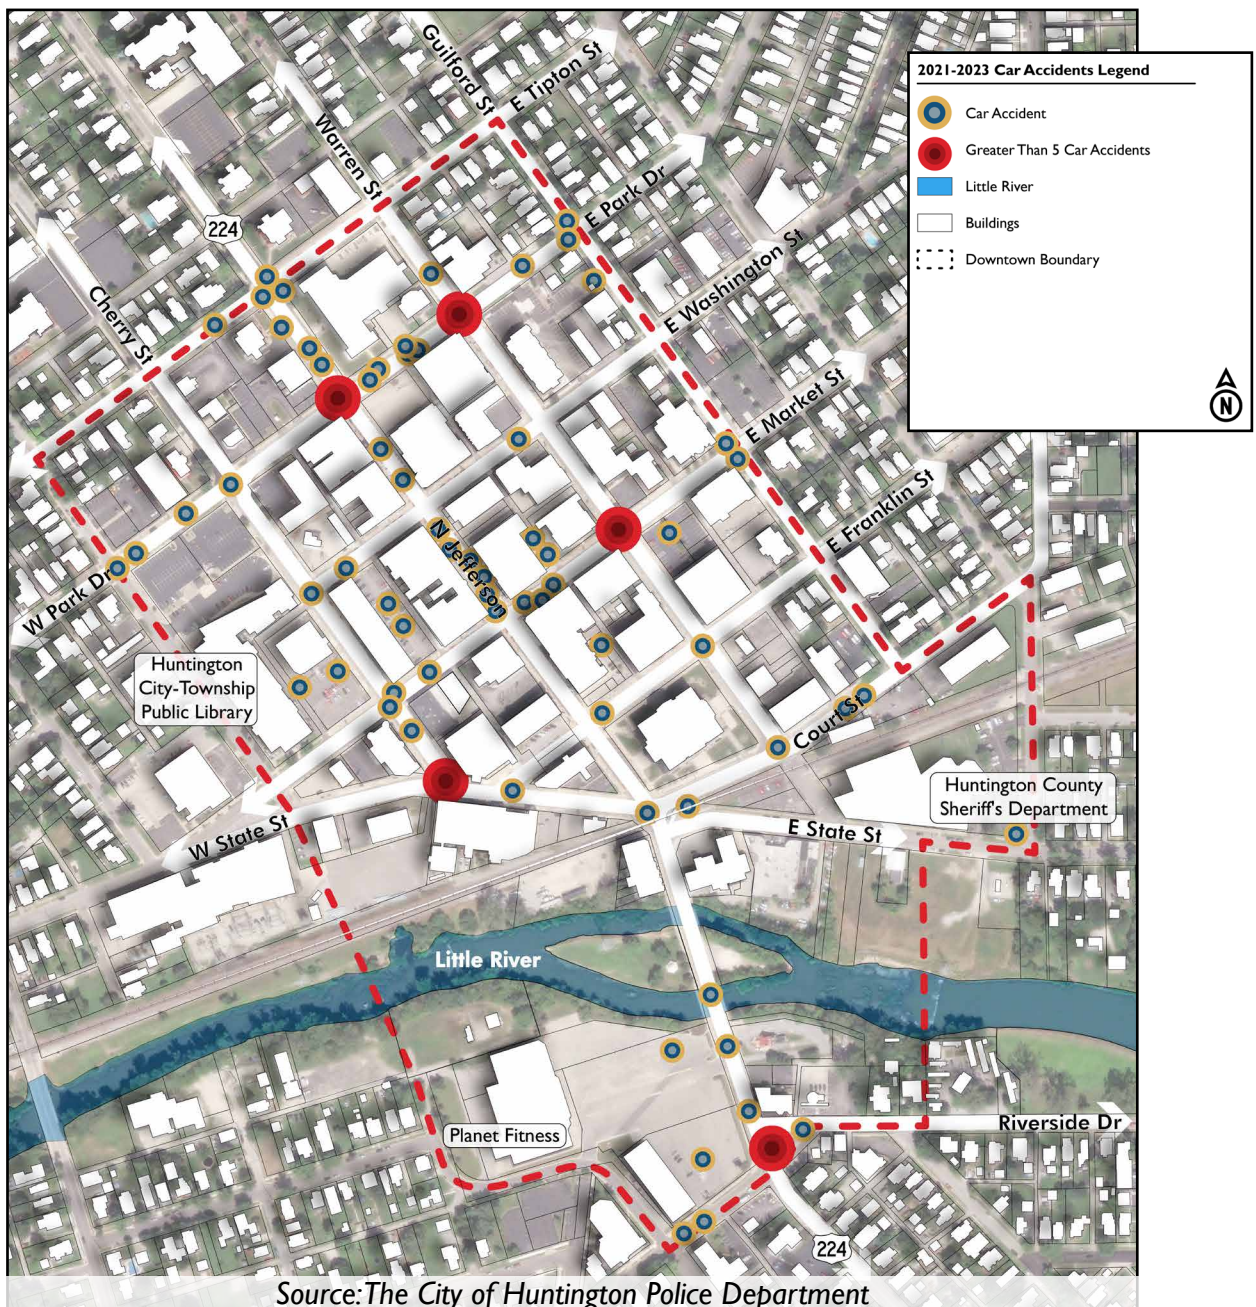 2021-2023 Car Accidents Legend
Car Accident
Greater Than 5 Car Accidents
Little River
Buildings
Downtown Boundary
N
Guilford St
E Tipton St
Warren St
E Park Dr
224
E Washington St
Cherry St
E Market St
E Franklin St
N Jefferson
W Park Dr
Huntington
City-Township
Public Library
Court St
Huntington County
Sheriff's Department
W State St
E State St
Little River
Planet Fitness
Riverside Dr
224
Source: The City of Huntington Police Department